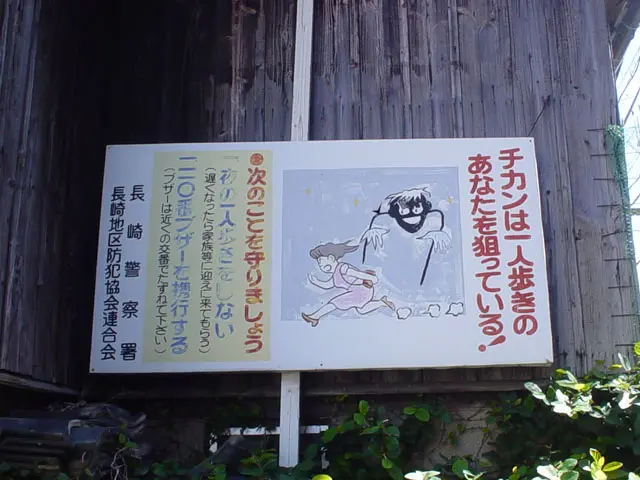 チカンは一人歩きの
あなたを狙っている!
次のことを守りましょう
一、夜の一人歩きをしない
(遅くなったら家族等に迎えに来てもらう)
一一〇番ブザーを携行する
(ブザーは近くの交番でたずねて下さい)
長崎警察署
長崎地区防犯協会連合会